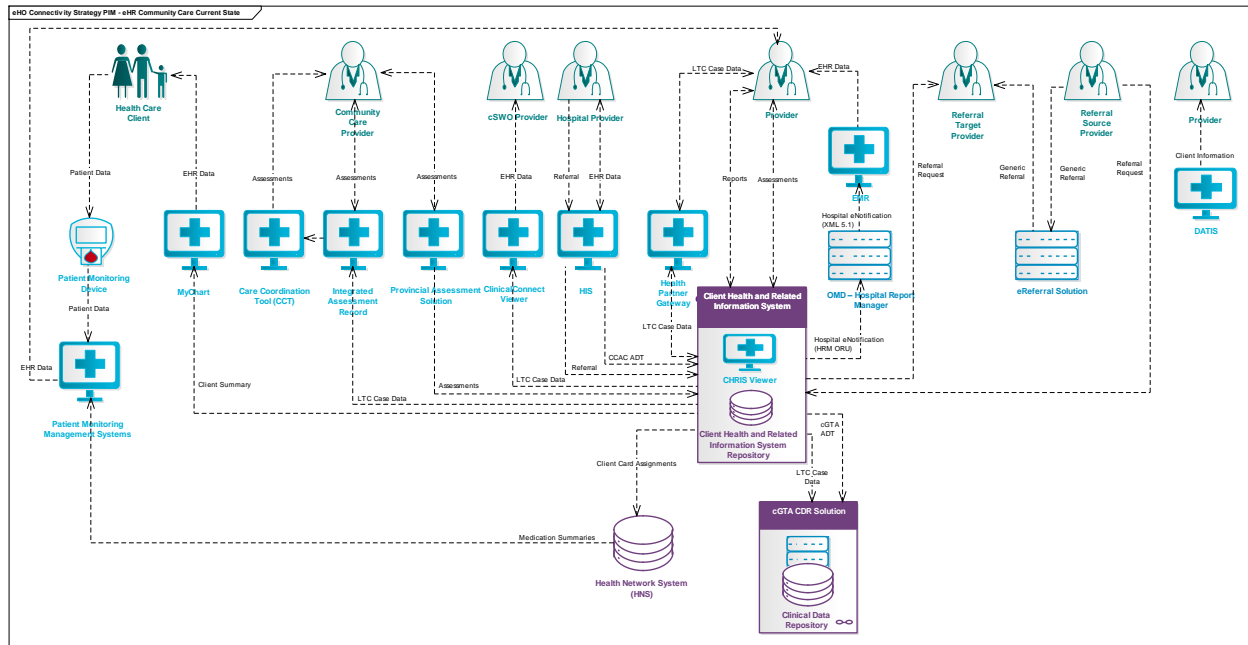 eHO Connectivity Strategy PIM - eHR Community Care Current State
Health Care
Client
Community
Care
Provider
cSWO Provider
Hospital Provider
LTC Case Data
Provider
EHR Data
Referral
Target
Provider
Referral
Source
Provider
Provider
Client Information
Patient Data
EHR Data
Assessments
Assessments
Assessments
EHR Data
Referral
EHR Data
Reports
Assessments
EMR
Referral
Request
Generic
Referral
Generic
Referral
Referral
Request
DATIS
Hospital eNotification
(XML 5.1)
Patient Monitoring
Device
MyChart
Care Coordination
Tool (CCT)
Integrated
Assessment
Record
Provincial Assessment
Solution
ClinicalConnect
Viewer
HIS
Health
Partner
Gateway
Client Health and Related
Information System
OMD – Hospital Report
Manager
eReferral Solution
Patient Data
LTC Case Data
Hospital eNotification
(HRM ORU)
EHR Data
CCAC ADT
Referral
CHRIS Viewer
Client Summary
LTC Case Data
Assessments
LTC Case Data
Patient Monitoring
Management Systems
Client Health and Related
Information System
Repository
cGTA
ADT
Client Card Assignments
LTC Case
Data
cGTA CDR Solution
Medication Summaries
Health Network System
(HNS)
Clinical Data
Repository